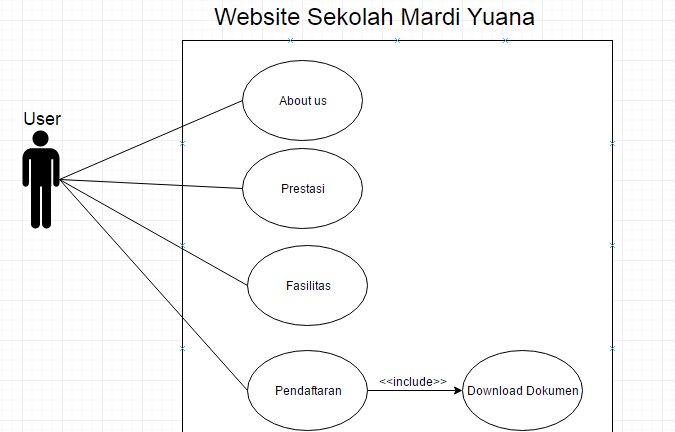 Website Sekolah Mardi Yuana
User
About us
Prestasi
Fasilitas
Pendaftaran
<<include>>
Download Dokumen